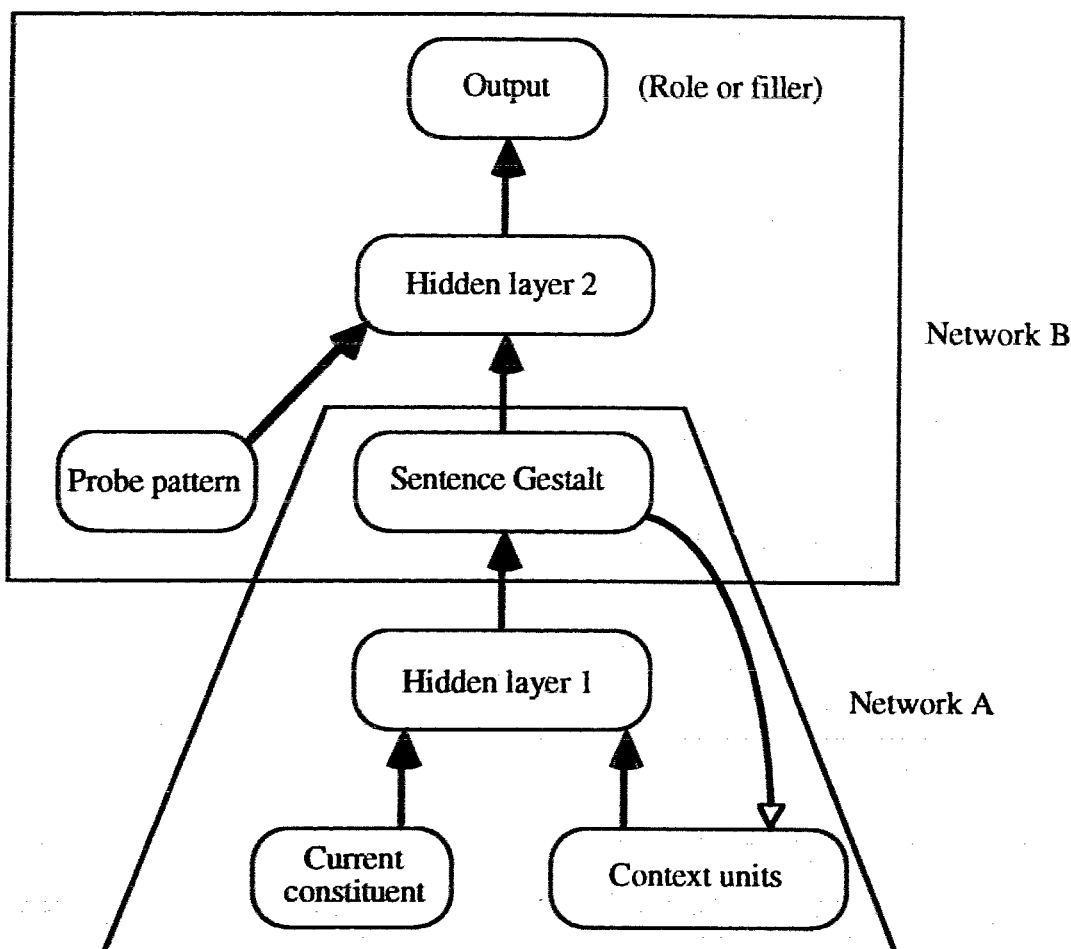 Output
(Role or filler)
Hidden layer 2
Network B
Probe pattern
Sentence Gestalt
Hidden layer 1
Network A
Current
constituent
Context units